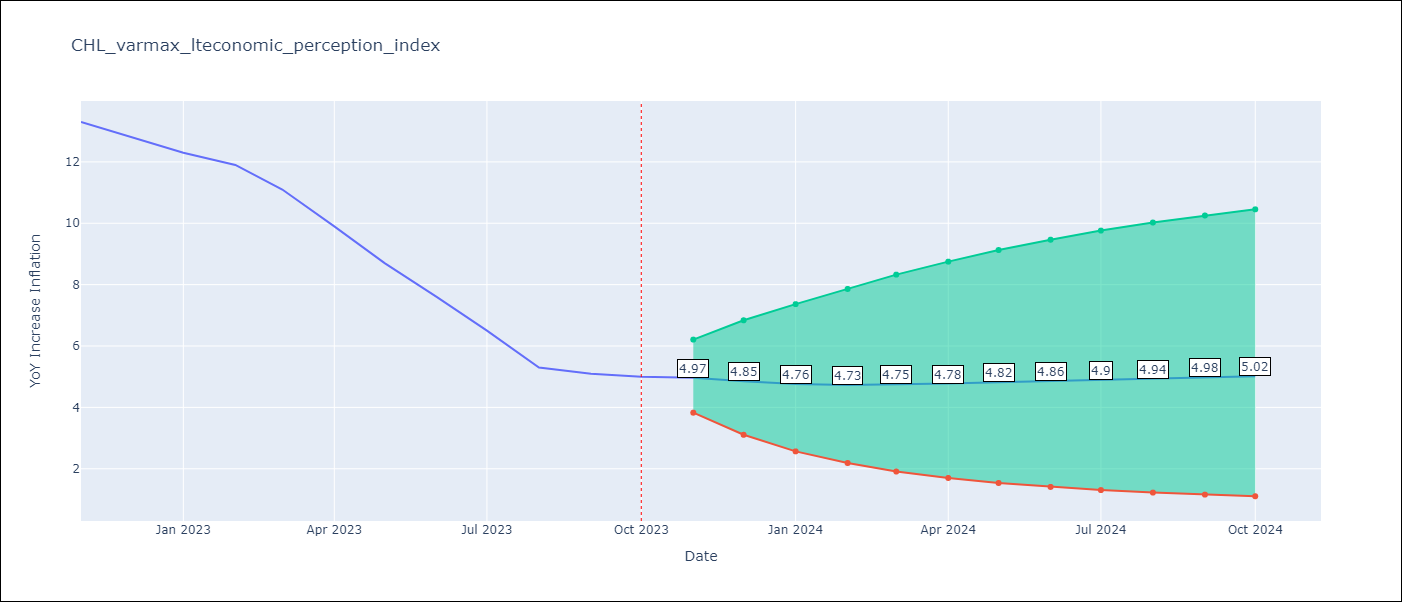 CHL_varmax_lteconomic_perception_index
YoY Increase Inflation
12
10
8
6
4
2
4.97 4.85 4.76 4.73 4.75 4.78 4.82 4.86 4.9 4.94 4.98 5.02
Jan 2023 Apr 2023 Jul 2023 Oct 2023 Jan 2024 Apr 2024 Jul 2024 Oct 2024
Date